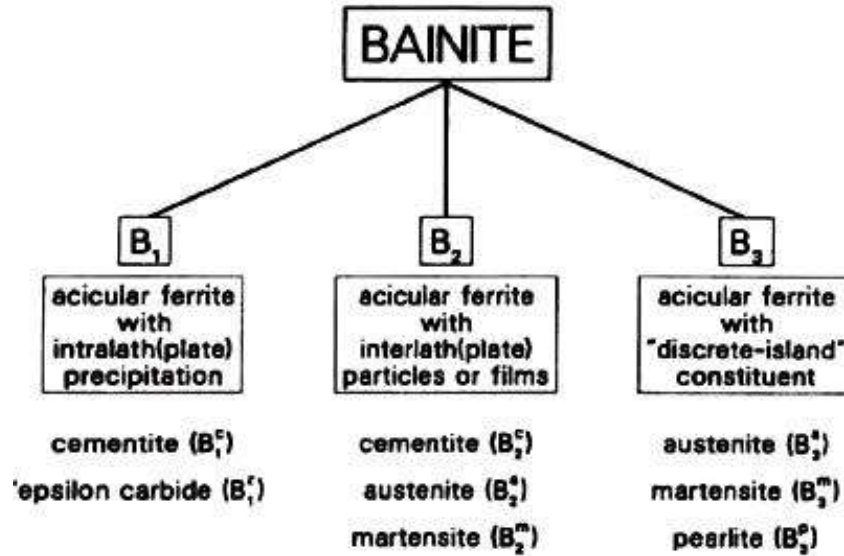 BAINITE
B₁
acicular ferrite
with
intralath(plate)
precipitation
cementite (B₁ᶜ)
'epsilon carbide (B₁ʳ)
B₂
acicular ferrite
with
interlath(plate)
particles or films
cementite (B₂ᶜ)
austenite (B₂ᵃ)
martensite (B₂ᵐ)
B₃
acicular ferrite
with
"discrete-island"
constituent
austenite (B₃ᵃ)
martensite (B₃ᵐ)
pearlite (B₃ᵖ)